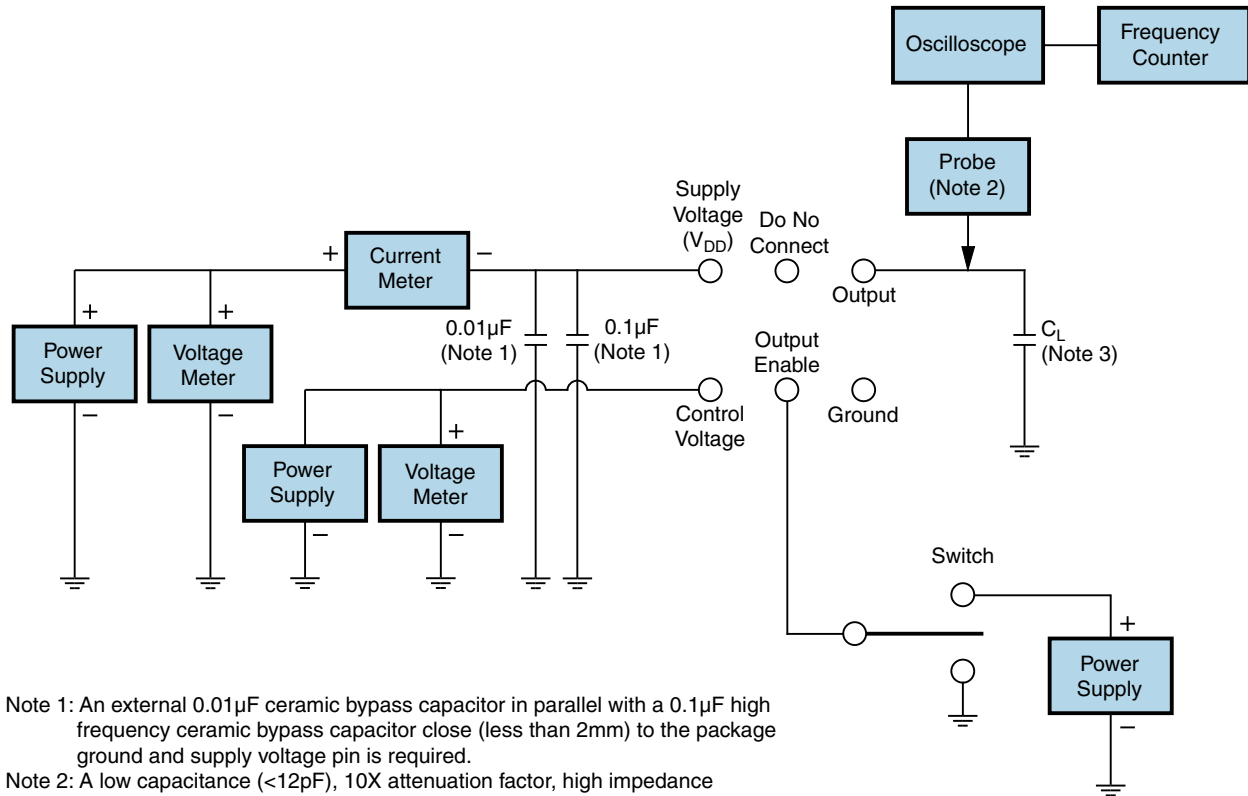 Oscilloscope
Frequency
Counter
Probe
(Note 2)
Supply
Voltage
(VDD)
Do No
Connect
Output
+
Current
Meter
−
+
Power
Supply
−
+
Voltage
Meter
−
0.01µF
(Note 1)
0.1µF
(Note 1)
Output
Enable
CL
(Note 3)
Control
Voltage
Ground
Power
Supply
−
+
Voltage
Meter
−
Switch
+
Power
Supply
−
Note 1: An external 0.01µF ceramic bypass capacitor in parallel with a 0.1µF high
frequency ceramic bypass capacitor close (less than 2mm) to the package
ground and supply voltage pin is required.
Note 2: A low capacitance (<12pF), 10X attenuation factor, high impedance